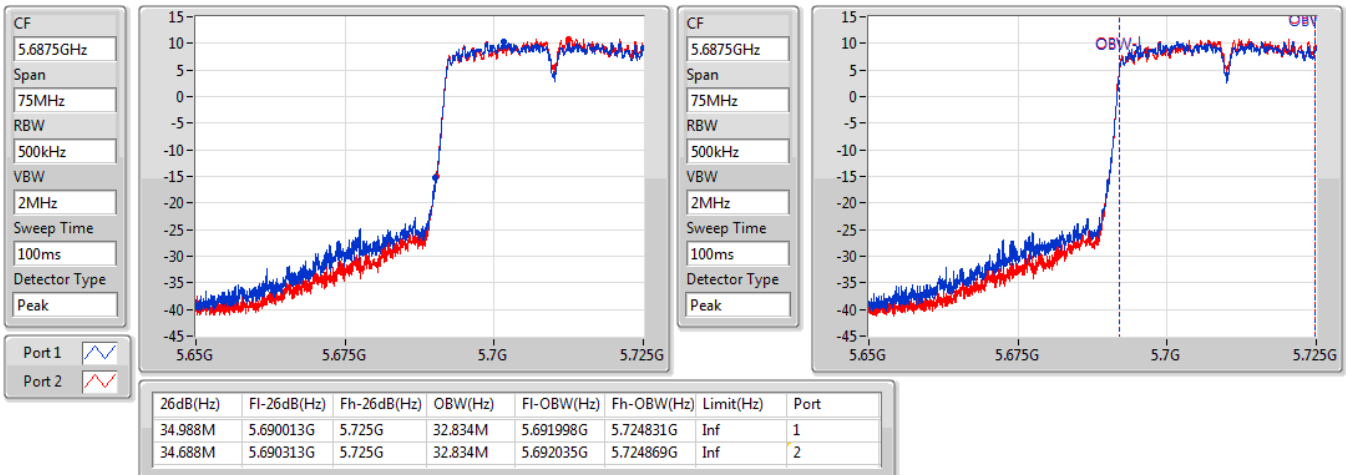 CF
5.6875GHz
Span
75MHz
RBW
500kHz
VBW
2MHz
Sweep Time
100ms
Detector Type
Peak
Port 1
Port 2
15
10
5
0
-5
-10
-15
-20
-25
-30
-35
-40
-45
5.65G 5.675G 5.7G 5.725G
CF
5.6875GHz
Span
75MHz
RBW
500kHz
VBW
2MHz
Sweep Time
100ms
Detector Type
Peak
15
10
5
0
-5
-10
-15
-20
-25
-30
-35
-40
-45
5.65G 5.675G 5.7G 5.725G
26dB(Hz) Fl-26dB(Hz) Fh-26dB(Hz) OBW(Hz) Fl-OBW(Hz) Fh-OBW(Hz) Limit(Hz) Port
34.988M 5.690013G 5.725G 32.834M 5.691998G 5.724831G Inf 1
34.688M 5.690313G 5.725G 32.834M 5.692035G 5.724869G Inf 2